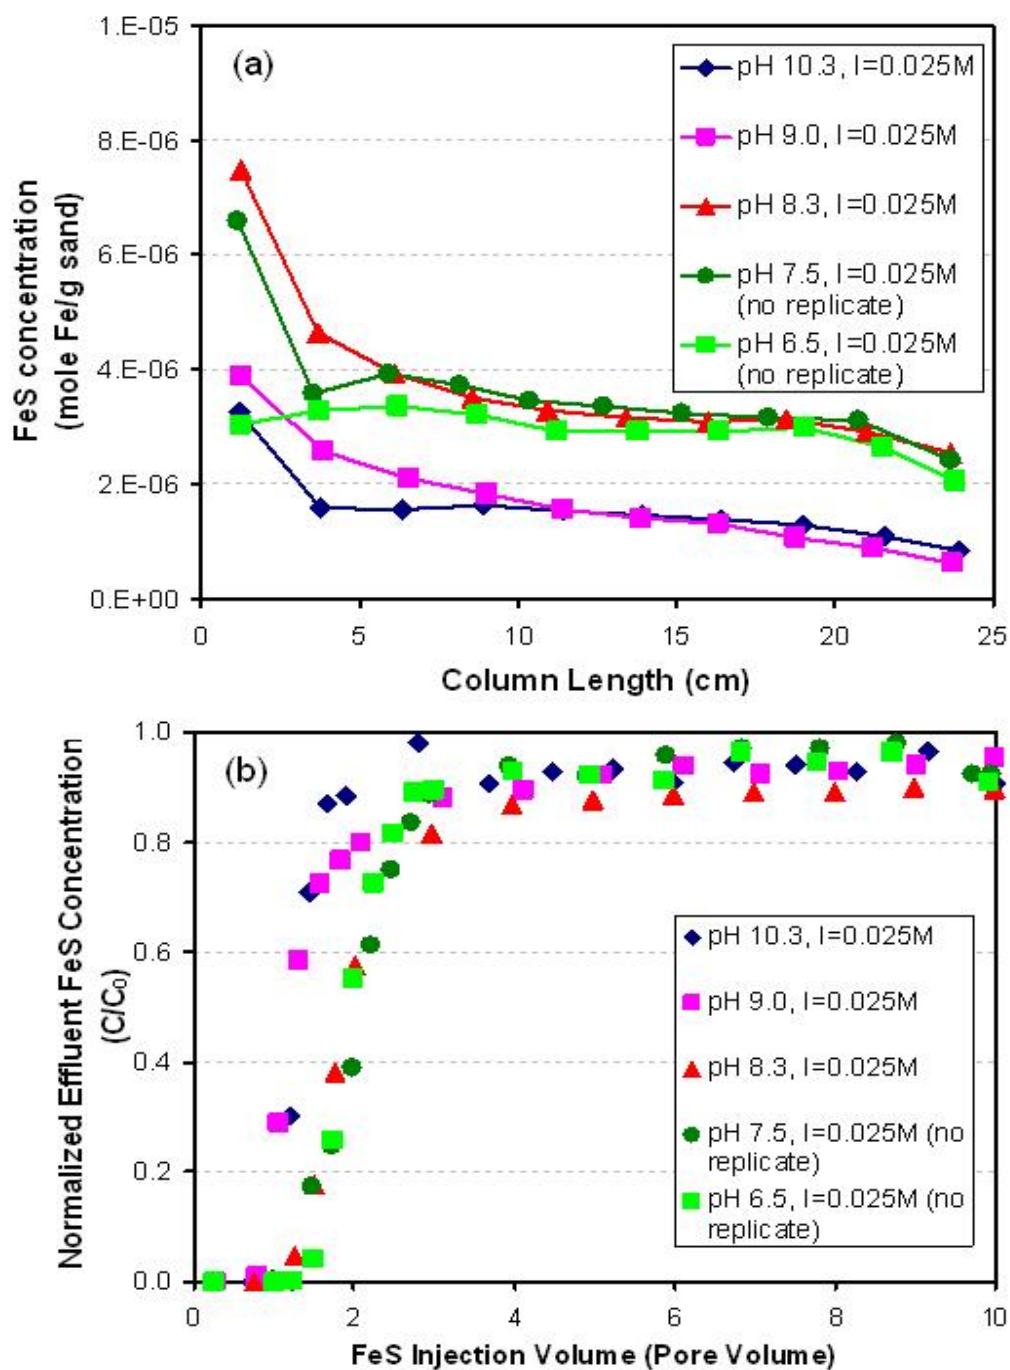 1.E-05
(a)
pH 10.3, I=0.025M
pH 9.0, I=0.025M
pH 8.3, I=0.025M
pH 7.5, I=0.025M
(no replicate)
pH 6.5, I=0.025M
(no replicate)
8.E-06
6.E-06
4.E-06
2.E-06
0.E+00
FeS concentration
(mole Fe/g sand)
0 5 10 15 20 25
Column Length (cm)
1.0
(b)
0.8
0.6
0.4
0.2
0.0
Normalized Effluent FeS Concentration
(C/C₀)
pH 10.3, I=0.025M
pH 9.0, I=0.025M
pH 8.3, I=0.025M
pH 7.5, I=0.025M (no
replicate)
pH 6.5, I=0.025M (no
replicate)
0 2 4 6 8 10
FeS Injection Volume (Pore Volume)